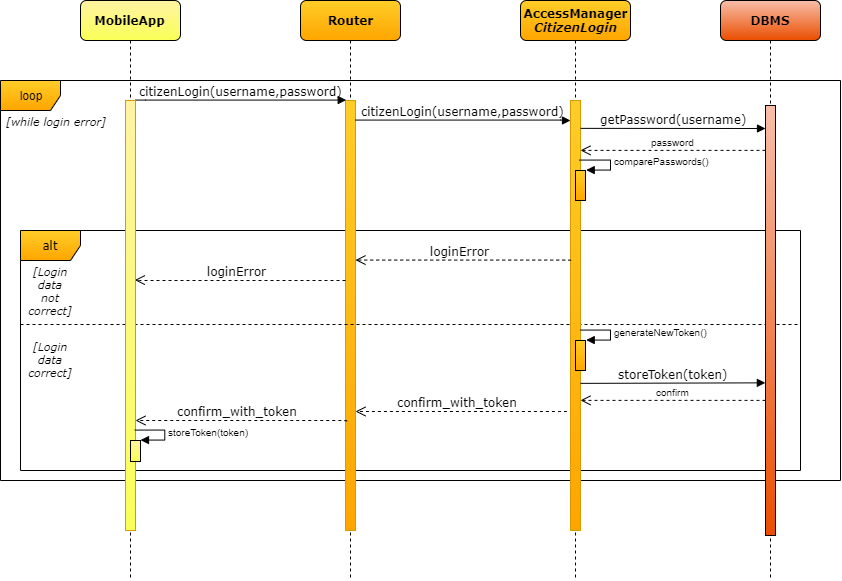 MobileApp
Router
AccessManager
CitizenLogin
DBMS
loop
[while login error]
citizenLogin(username,password)
citizenLogin(username,password)
getPassword(username)
password
comparePasswords()
alt
[Login
data
not
correct]
loginError
loginError
[Login
data
correct]
generateNewToken()
storeToken(token)
confirm
confirm_with_token
confirm_with_token
storeToken(token)